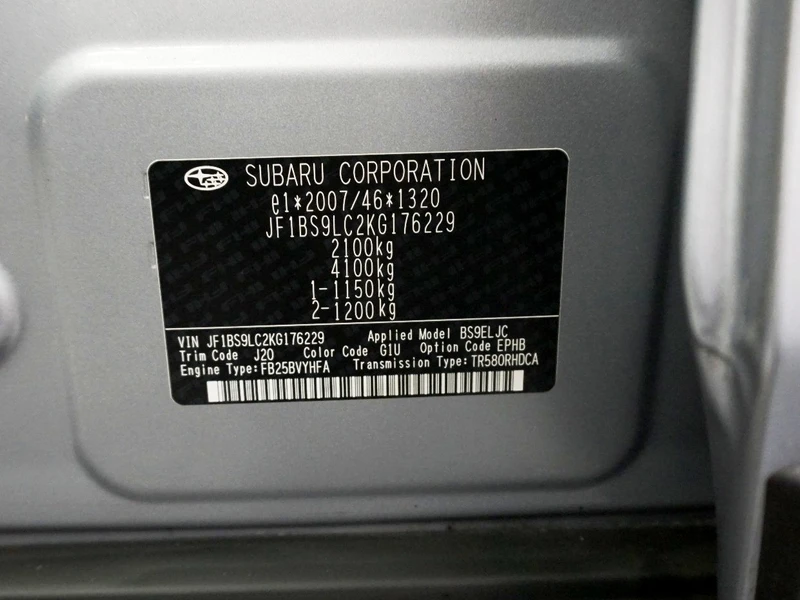 SUBARU CORPORATION
e1*2007/46*1320
JF1BS9LC2KG176229
2100kg
4100kg
1-1150kg
2-1200kg
VIN JF1BS9LC2KG176229 Applied Model BS9ELJC
Trim Code J20 Color Code G1U Option Code EPHB
Engine Type:FB25BVYHFA Transmission Type:TR580RHDCA